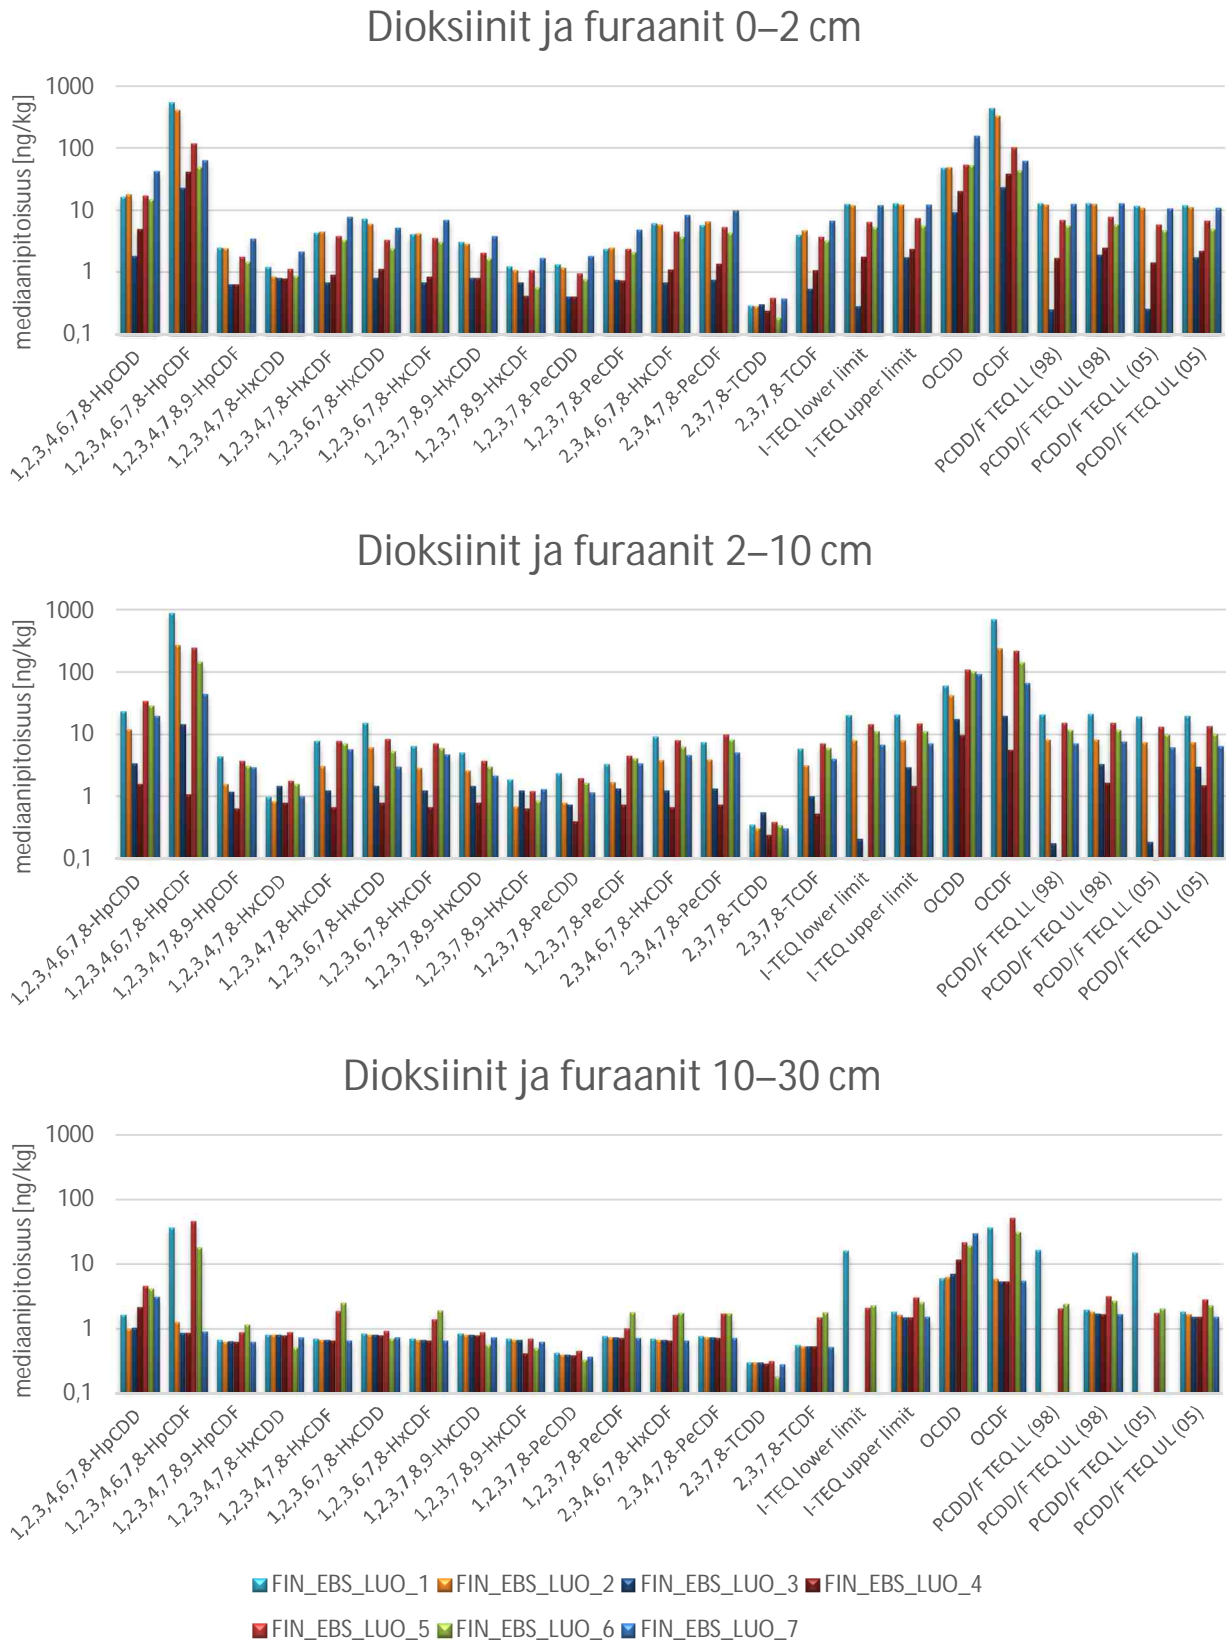 Dioksiinit ja furaanit 0–2 cm
mediaanipitoisuus [ng/kg]
1000
100
10
1
0,1
1,2,3,4,6,7,8-HpCDD
1,2,3,4,6,7,8-HpCDF
1,2,3,4,7,8,9-HpCDF
1,2,3,4,7,8-HxCDD
1,2,3,4,7,8-HxCDF
1,2,3,6,7,8-HxCDD
1,2,3,6,7,8-HxCDF
1,2,3,7,8,9-HxCDD
1,2,3,7,8,9-HxCDF
1,2,3,7,8-PeCDD
1,2,3,7,8-PeCDF
2,3,4,6,7,8-HxCDF
2,3,4,7,8-PeCDF
2,3,7,8-TCDD
2,3,7,8-TCDF
I-TEQ lower limit
I-TEQ upper limit
OCDD
OCDF
PCDD/F TEQ LL (98)
PCDD/F TEQ UL (98)
PCDD/F TEQ LL (05)
PCDD/F TEQ UL (05)
Dioksiinit ja furaanit 2–10 cm
mediaanipitoisuus [ng/kg]
1000
100
10
1
0,1
1,2,3,4,6,7,8-HpCDD
1,2,3,4,6,7,8-HpCDF
1,2,3,4,7,8,9-HpCDF
1,2,3,4,7,8-HxCDD
1,2,3,4,7,8-HxCDF
1,2,3,6,7,8-HxCDD
1,2,3,6,7,8-HxCDF
1,2,3,7,8,9-HxCDD
1,2,3,7,8,9-HxCDF
1,2,3,7,8-PeCDD
1,2,3,7,8-PeCDF
2,3,4,6,7,8-HxCDF
2,3,4,7,8-PeCDF
2,3,7,8-TCDD
2,3,7,8-TCDF
I-TEQ lower limit
I-TEQ upper limit
OCDD
OCDF
PCDD/F TEQ LL (98)
PCDD/F TEQ UL (98)
PCDD/F TEQ LL (05)
PCDD/F TEQ UL (05)
Dioksiinit ja furaanit 10–30 cm
mediaanipitoisuus [ng/kg]
1000
100
10
1
0,1
1,2,3,4,6,7,8-HpCDD
1,2,3,4,6,7,8-HpCDF
1,2,3,4,7,8,9-HpCDF
1,2,3,4,7,8-HxCDD
1,2,3,4,7,8-HxCDF
1,2,3,6,7,8-HxCDD
1,2,3,6,7,8-HxCDF
1,2,3,7,8,9-HxCDD
1,2,3,7,8,9-HxCDF
1,2,3,7,8-PeCDD
1,2,3,7,8-PeCDF
2,3,4,6,7,8-HxCDF
2,3,4,7,8-PeCDF
2,3,7,8-TCDD
2,3,7,8-TCDF
I-TEQ lower limit
I-TEQ upper limit
OCDD
OCDF
PCDD/F TEQ LL (98)
PCDD/F TEQ UL (98)
PCDD/F TEQ LL (05)
PCDD/F TEQ UL (05)
FIN_EBS_LUO_1 FIN_EBS_LUO_2 FIN_EBS_LUO_3 FIN_EBS_LUO_4
FIN_EBS_LUO_5 FIN_EBS_LUO_6 FIN_EBS_LUO_7